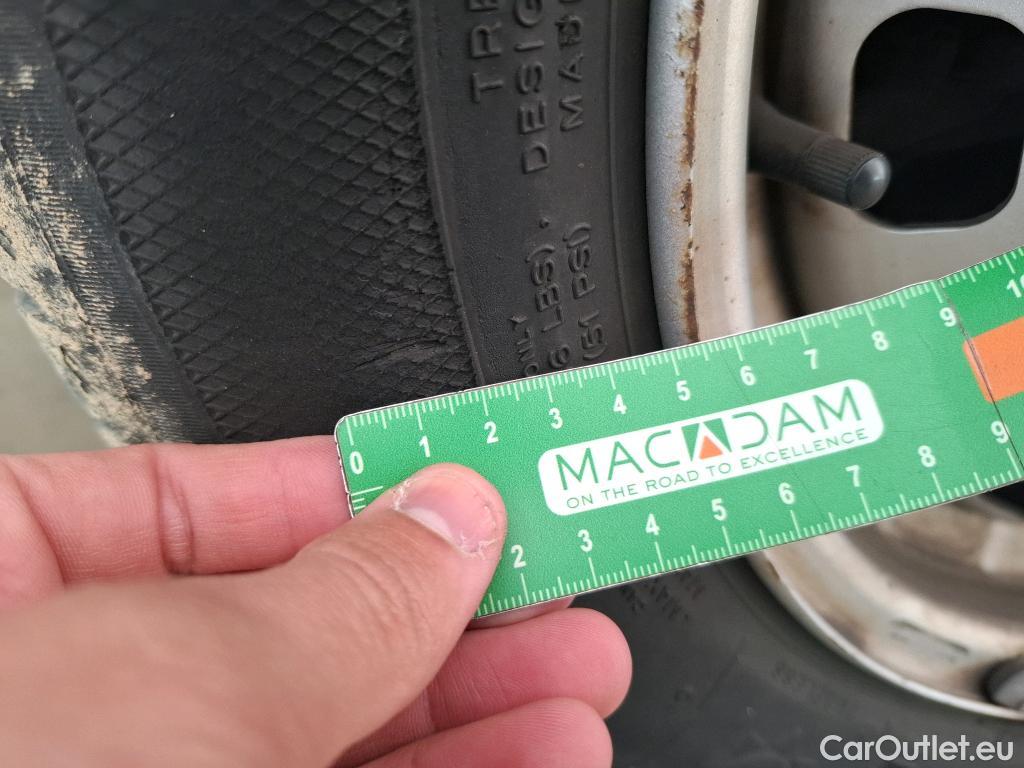 DESIG
(51 PSI)
LBS)
ONLY
0 1 2 3 4 5 6 7 8 9 10
MACADAM
ON THE ROAD TO EXCELLENCE
2 3 4 5 6 7 8 9
CarOutlet.eu